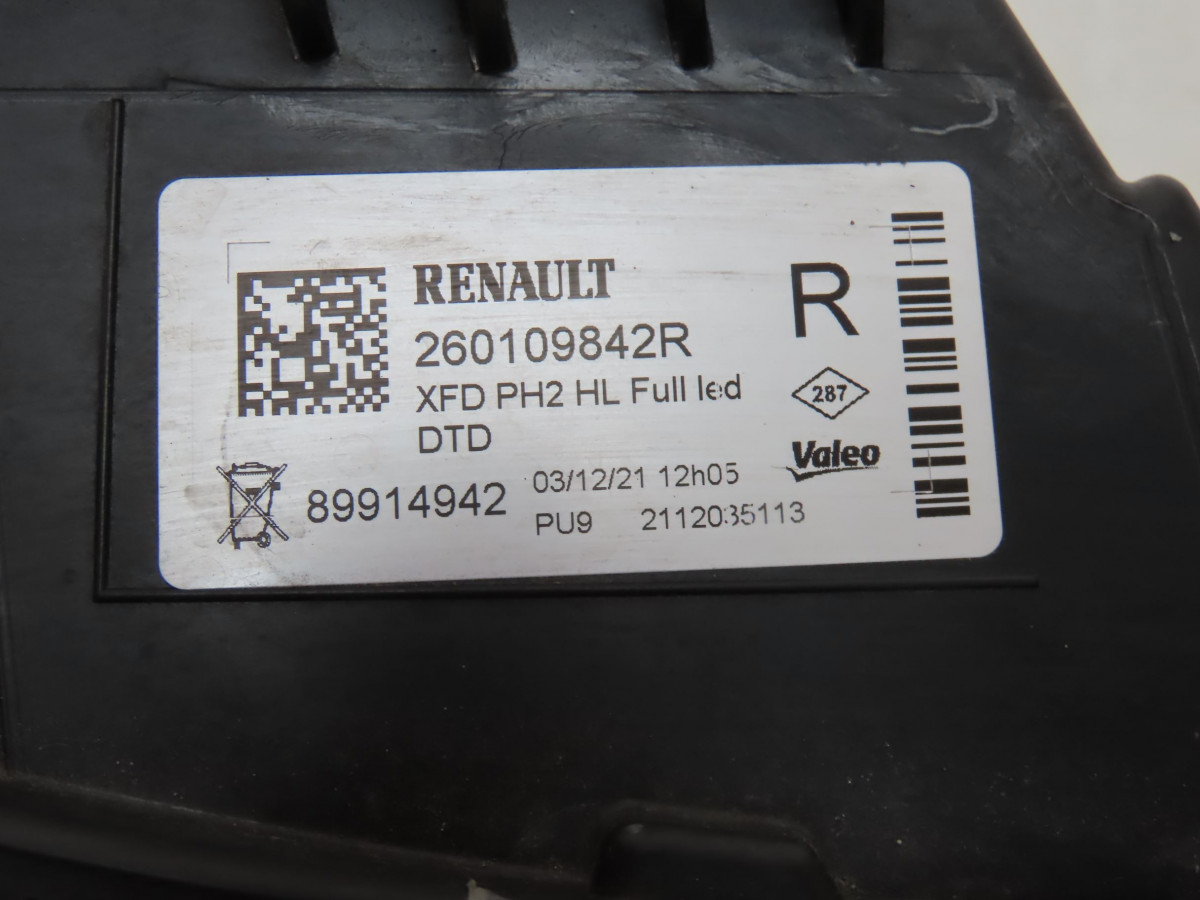 RENAULT
R
260109842R
XFD PH2 HL Full led
287
DTD
Valeo
89914942
03/12/21 12h05
PU9 2112035113